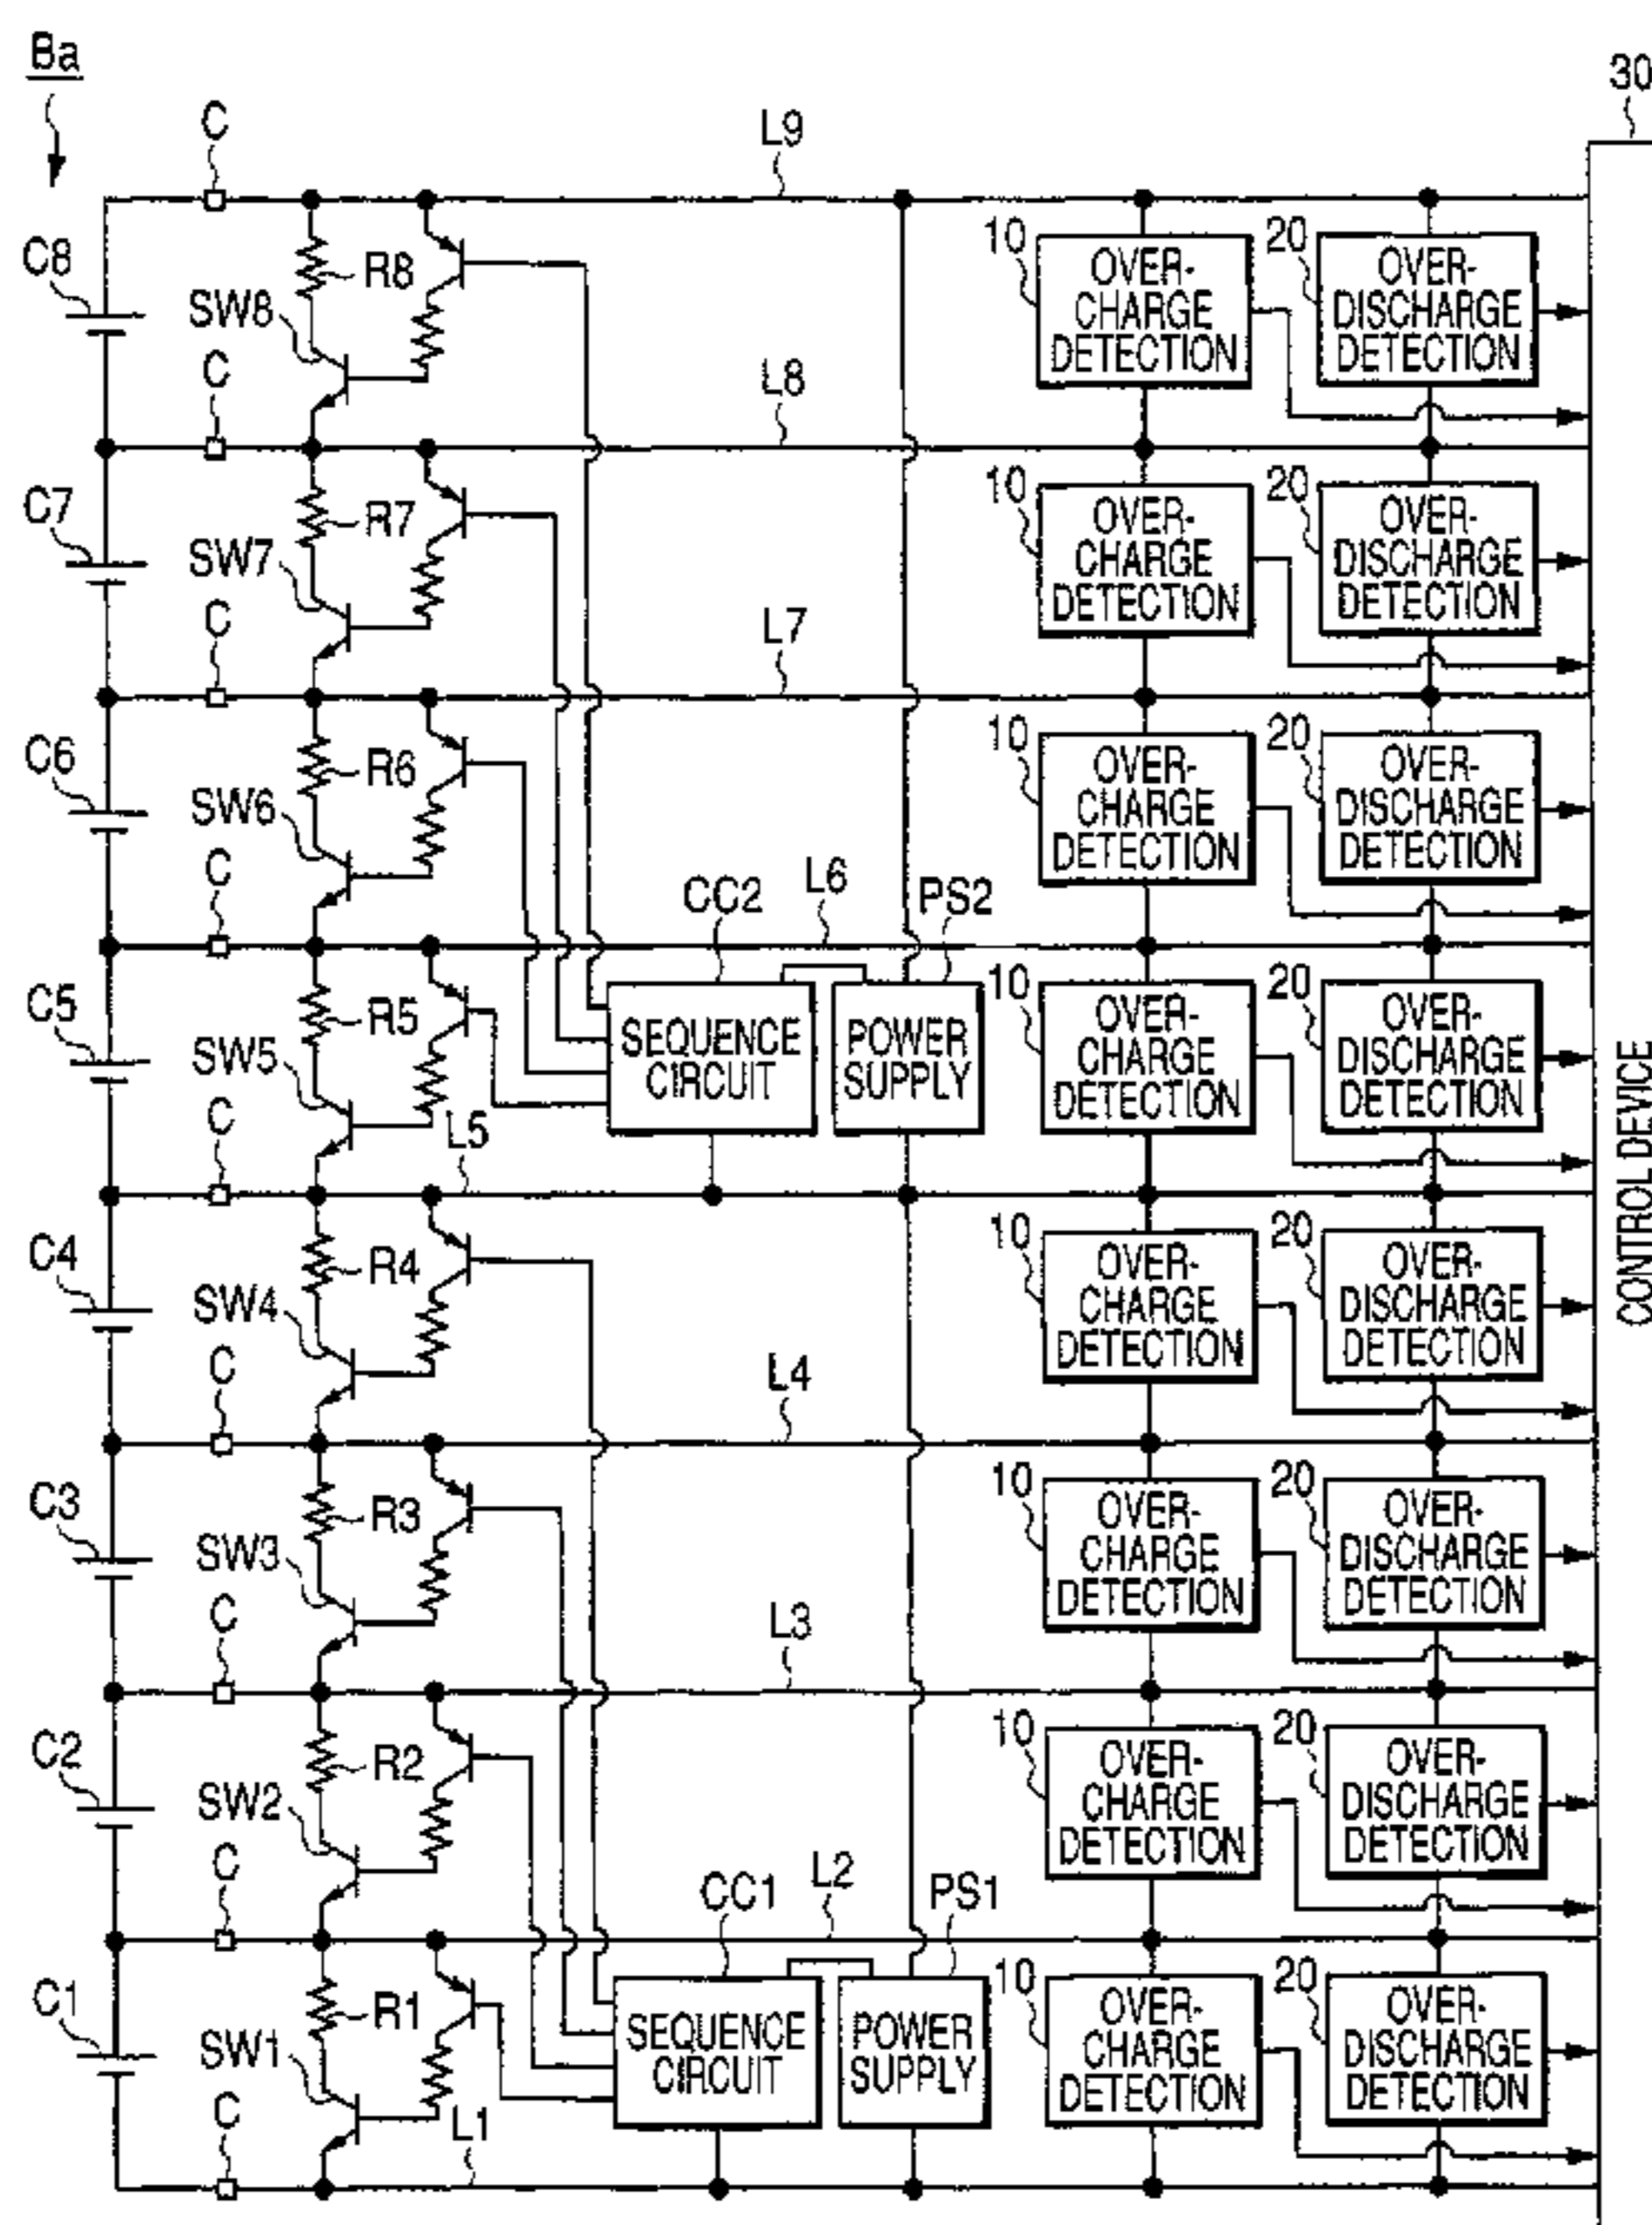 Ba
30
C
L9
C8
R8
SW8
10
OVER-
CHARGE
DETECTION
20
OVER-
DISCHARGE
DETECTION
C
L8
C7
R7
SW7
10
OVER-
CHARGE
DETECTION
20
OVER-
DISCHARGE
DETECTION
C
L7
C6
R6
SW6
10
OVER-
CHARGE
DETECTION
20
OVER-
DISCHARGE
DETECTION
C
CC2
L6
PS2
C5
R5
SW5
SEQUENCE
CIRCUIT
POWER
SUPPLY
10
OVER-
CHARGE
DETECTION
20
OVER-
DISCHARGE
DETECTION
CONTROL DEVICE
C
L5
C4
R4
SW4
10
OVER-
CHARGE
DETECTION
20
OVER-
DISCHARGE
DETECTION
C
L4
C3
R3
SW3
10
OVER-
CHARGE
DETECTION
20
OVER-
DISCHARGE
DETECTION
C
L3
C2
R2
SW2
10
OVER-
CHARGE
DETECTION
20
OVER-
DISCHARGE
DETECTION
C
CC1
L2
PS1
C1
R1
SW1
SEQUENCE
CIRCUIT
POWER
SUPPLY
10
OVER-
CHARGE
DETECTION
20
OVER-
DISCHARGE
DETECTION
C
L1